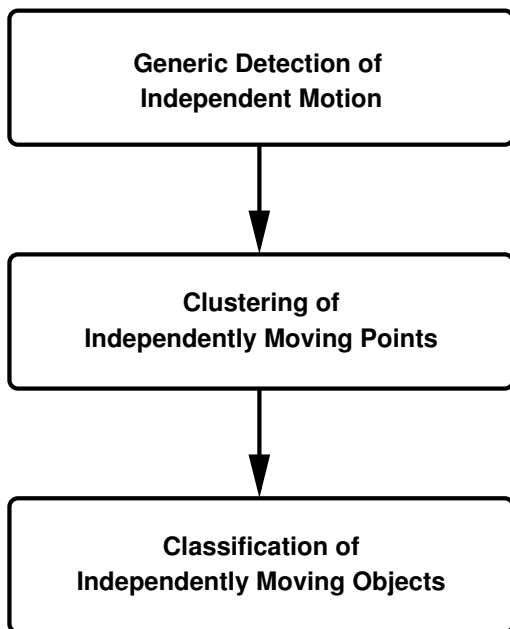 Generic Detection of
Independent Motion
Clustering of
Independently Moving Points
Classification of
Independently Moving Objects